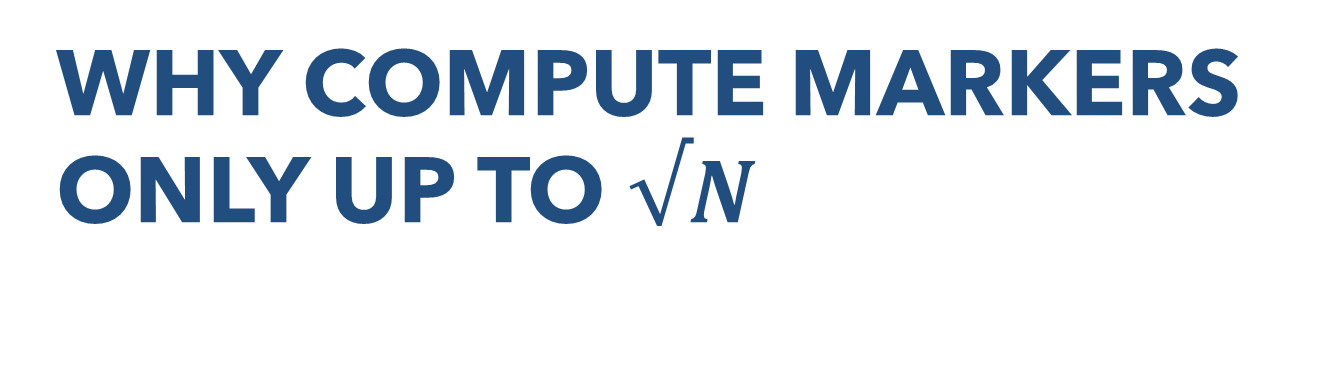 WHY COMPUTE MARKERS
ONLY UP TO √N